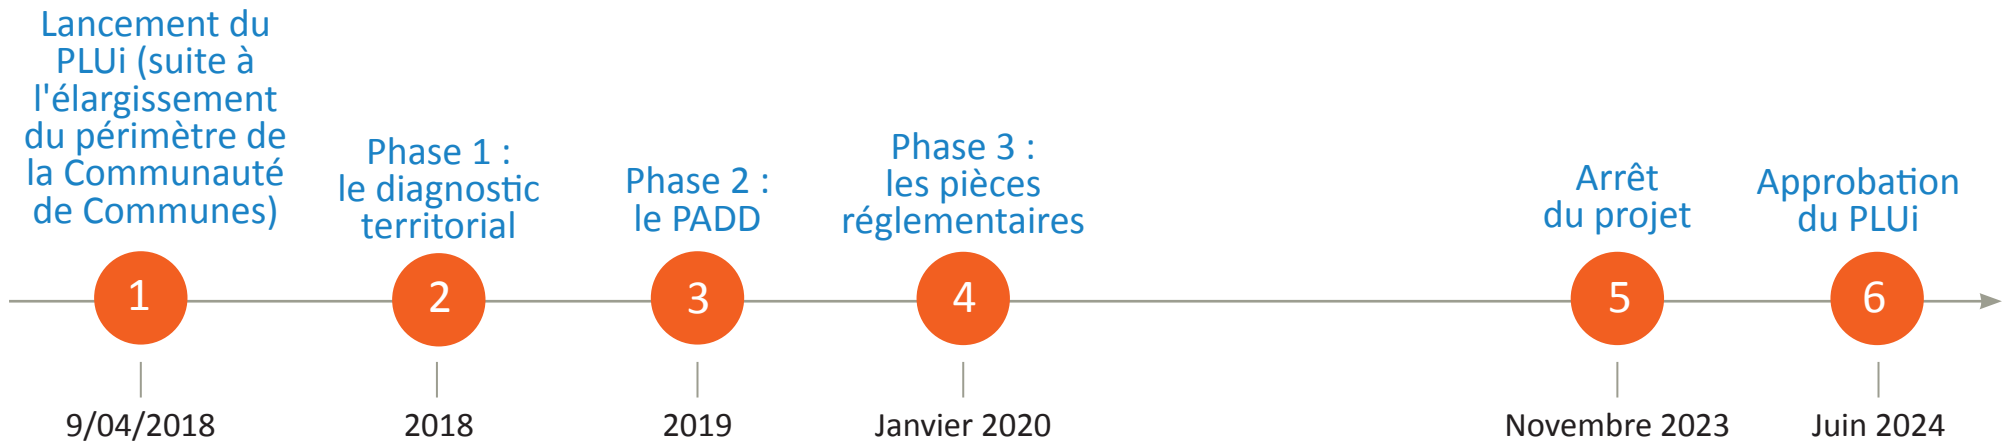 Lancement du
PLUi (suite à
l'élargissement
du périmètre de
la Communauté
de Communes)
1
9/04/2018
Phase 1 :
le diagnostic
territorial
2
2018
Phase 2 :
le PADD
3
2019
Phase 3 :
les pièces
réglementaires
4
Janvier 2020
Arrêt
du projet
5
Novembre 2023
Approbation
du PLUi
6
Juin 2024